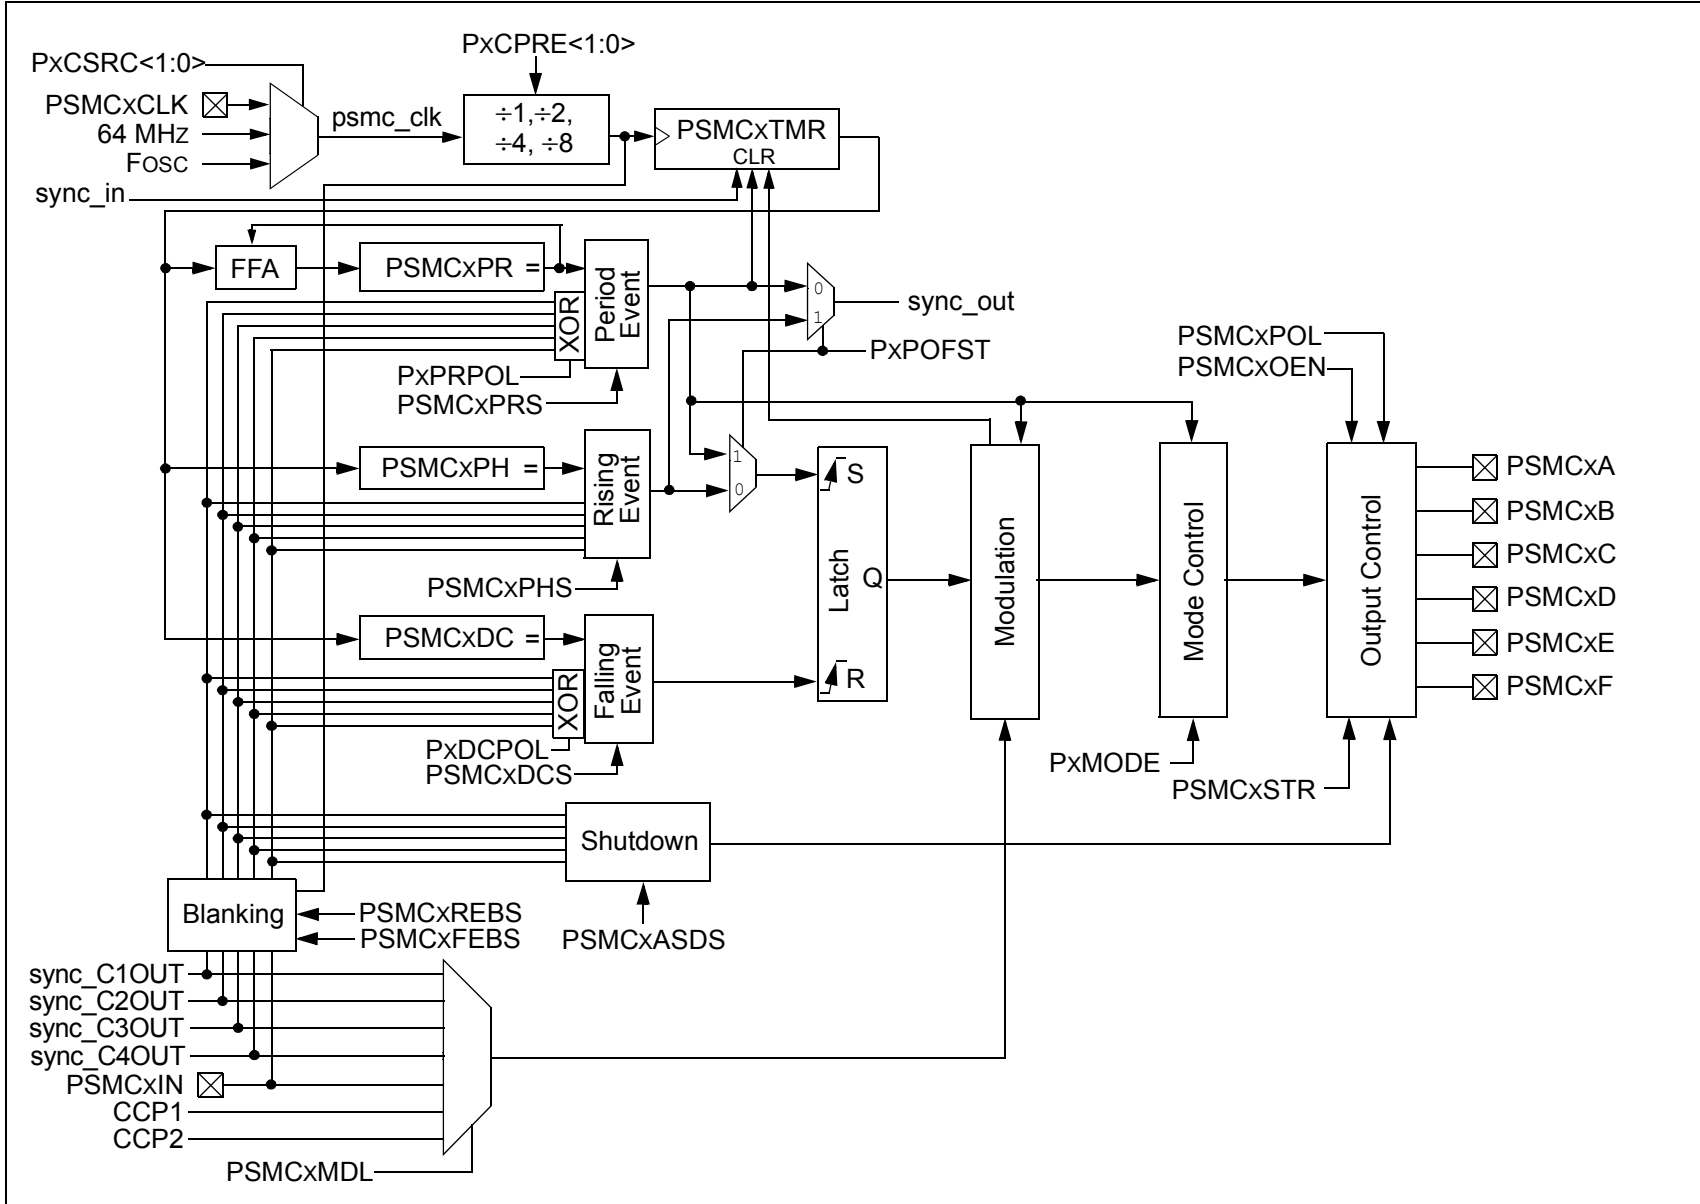 PxCPRE<1:0>
PxCSRC<1:0>
PSMCxCLK
64 MHz
FOSC
psmc_clk
÷1,÷2,
÷4, ÷8
PSMCxTMR
CLR
sync_in
FFA
PSMCxPR =
XOR
Period
Event
0
1
sync_out
PxPOFST
PxPRPOL
PSMCxPRS
PSMCxPOL
PSMCxOEN
PSMCxPH =
Rising
Event
1
0
S
PSMCxPHS
Latch
Q
R
Modulation
Mode Control
Output Control
PSMCxA
PSMCxB
PSMCxC
PSMCxD
PSMCxE
PSMCxF
PSMCxDC =
XOR
Falling
Event
PxDCPOL
PSMCxDCS
PxMODE
PSMCxSTR
Shutdown
Blanking
PSMCxREBS
PSMCxFEBS
PSMCxASDS
sync_C1OUT
sync_C2OUT
sync_C3OUT
sync_C4OUT
PSMCxIN
CCP1
CCP2
PSMCxMDL